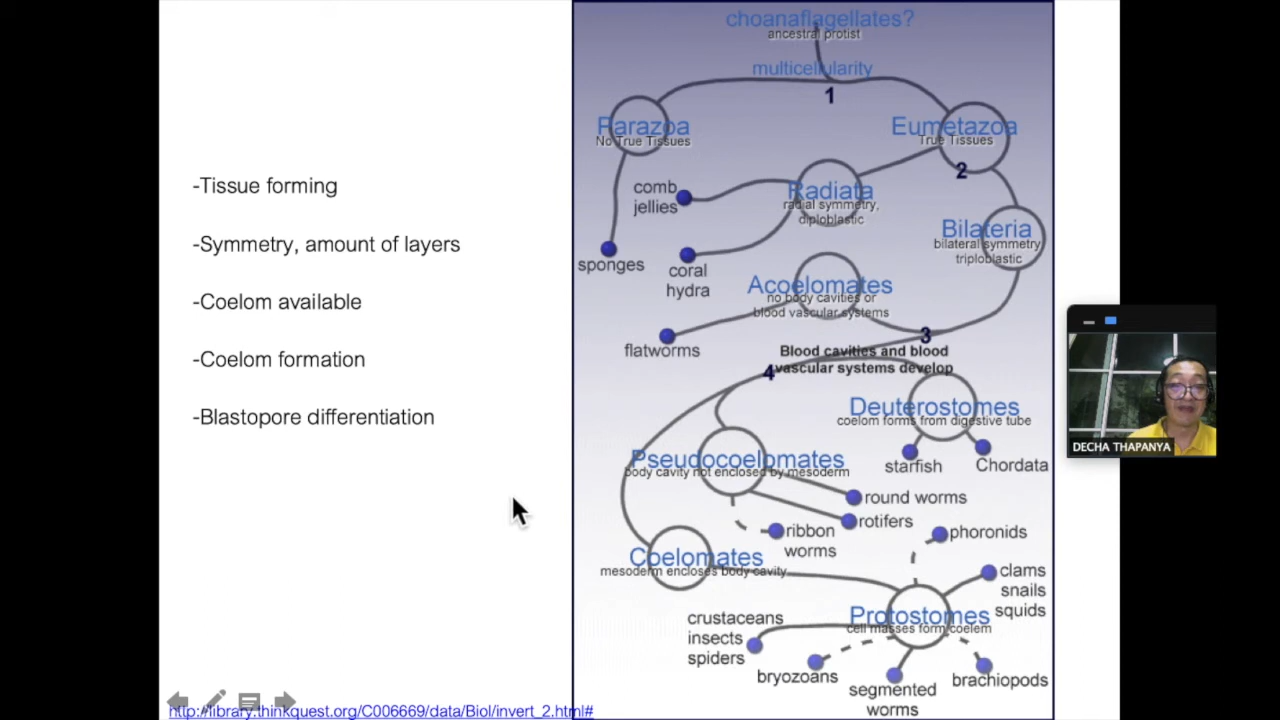 -Tissue forming
-Symmetry, amount of layers
-Coelom available
-Coelom formation
-Blastopore differentiation
choanaflagellates?
ancestral protist
multicellularity
1
Parazoa
No True Tissues
Eumetazoa
True Tissues
2
comb
jellies
Radiata
radial symmetry,
diploblastic
Bilateria
bilateral symmetry
triploblastic
sponges
coral
hydra
Acoelomates
no body cavities or
blood vascular systems
flatworms
3
Blood cavities and blood
vascular systems develop
4
Deuterostomes
coelom forms from digestive tube
starfish
Chordata
Pseudocoelomates
body cavity not enclosed by mesoderm
round worms
rotifers
ribbon
worms
phoronids
Coelomates
mesoderm encloses body cavity
clams
snails
squids
Protostomes
cell masses form coelem
crustaceans
insects
spiders
bryozoans
segmented
worms
brachiopods
http://library.thinkquest.org/C006669/data/Biol/invert_2.html#
DECHA THAPANYA